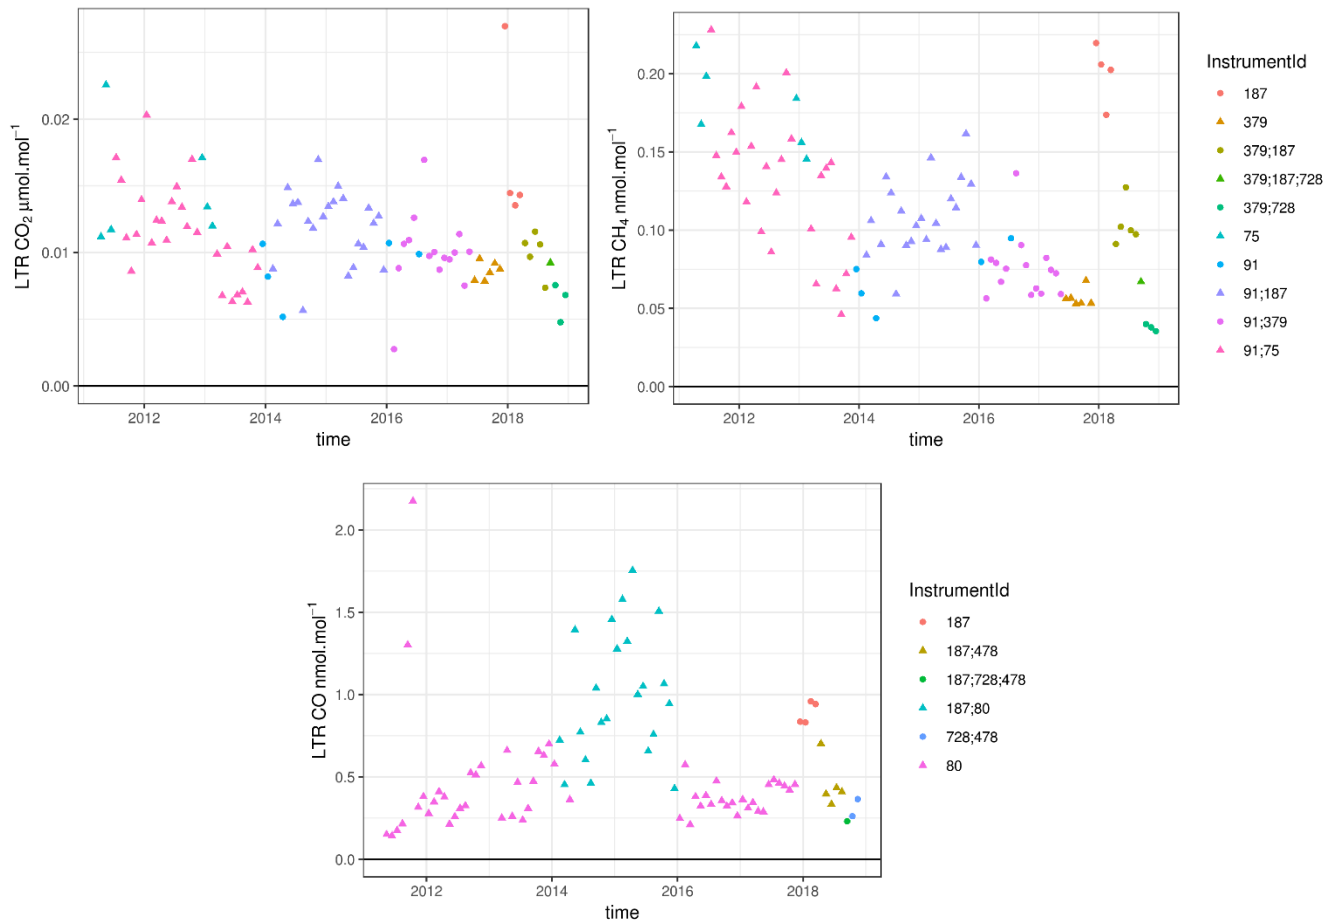 LTR CO₂ μmol.mol⁻¹
0.02
0.01
0.00
2012 2014 2016 2018
time
LTR CH₄ nmol.mol⁻¹
0.20
0.15
0.10
0.05
0.00
2012 2014 2016 2018
time
InstrumentId
187
379
379;187
379;187;728
379;728
75
91
91;187
91;379
91;75
LTR CO nmol.mol⁻¹
2.0
1.5
1.0
0.5
0.0
2012 2014 2016 2018
time
InstrumentId
187
187;478
187;728;478
187;80
728;478
80